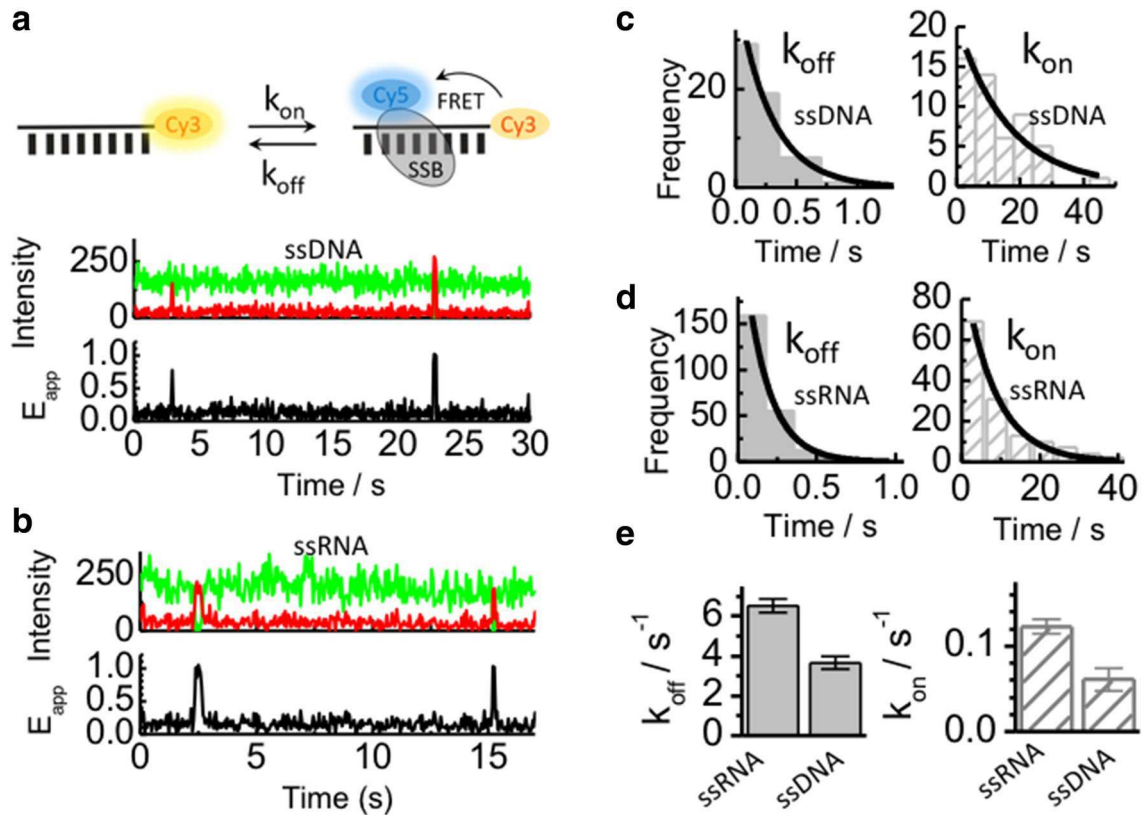 a
Cy3
k_on
k_off
Cy5
FRET
Cy3
SSB
ssDNA
Intensity
250
0
E_app
1.0
0.5
0.0
0 5 10 15 20 25 30
Time / s
b
ssRNA
Intensity
250
0
E_app
1.0
0.5
0.0
0 5 10 15
Time (s)
c
Frequency
20
0
k_off
ssDNA
0.0 0.5 1.0
Time / s
20
15
10
5
0
k_on
ssDNA
0 20 40
Time / s
d
Frequency
150
100
50
0
k_off
ssRNA
0.0 0.5 1.0
Time / s
80
60
40
20
0
k_on
ssRNA
0 20 40
Time / s
e
k_off / s⁻¹
6
4
2
0
ssRNA
ssDNA
k_on / s⁻¹
0.1
0.0
ssRNA
ssDNA